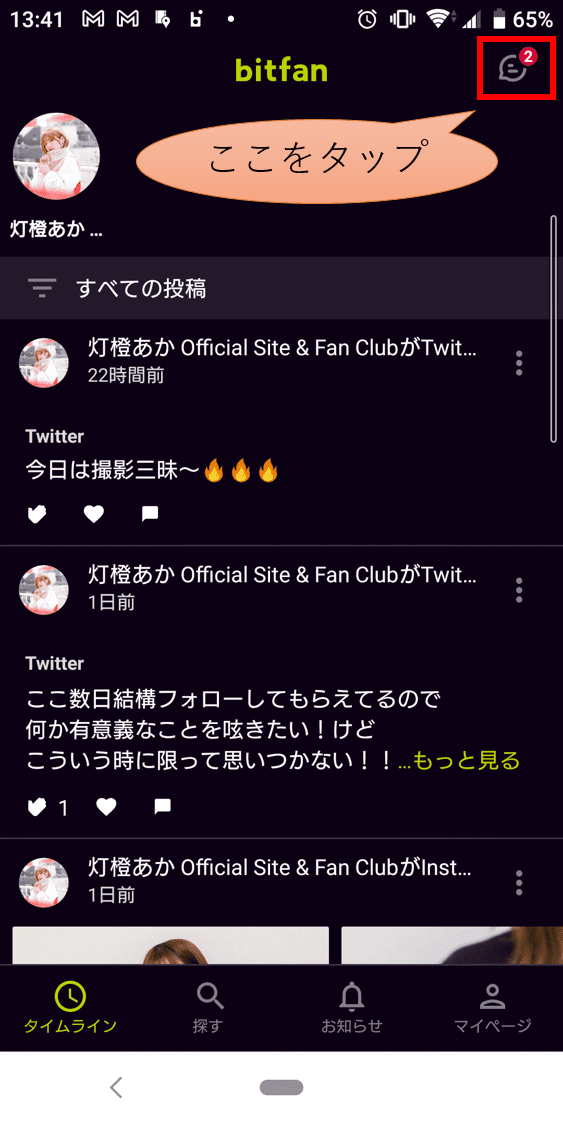 13:41
65%
bitfan
2
ここをタップ
灯橙あか ...
すべての投稿
灯橙あか Official Site & Fan ClubがTwit...
22時間前
Twitter
今日は撮影三昧〜🔥🔥🔥
灯橙あか Official Site & Fan ClubがTwit...
1日前
Twitter
ここ数日結構フォローしてもらえてるので
何か有意義なことを呟きたい！けど
こういう時に限って思いつかない！！...もっと見る
1
灯橙あか Official Site & Fan ClubがInst...
1日前
タイムライン
探す
お知らせ
マイページ